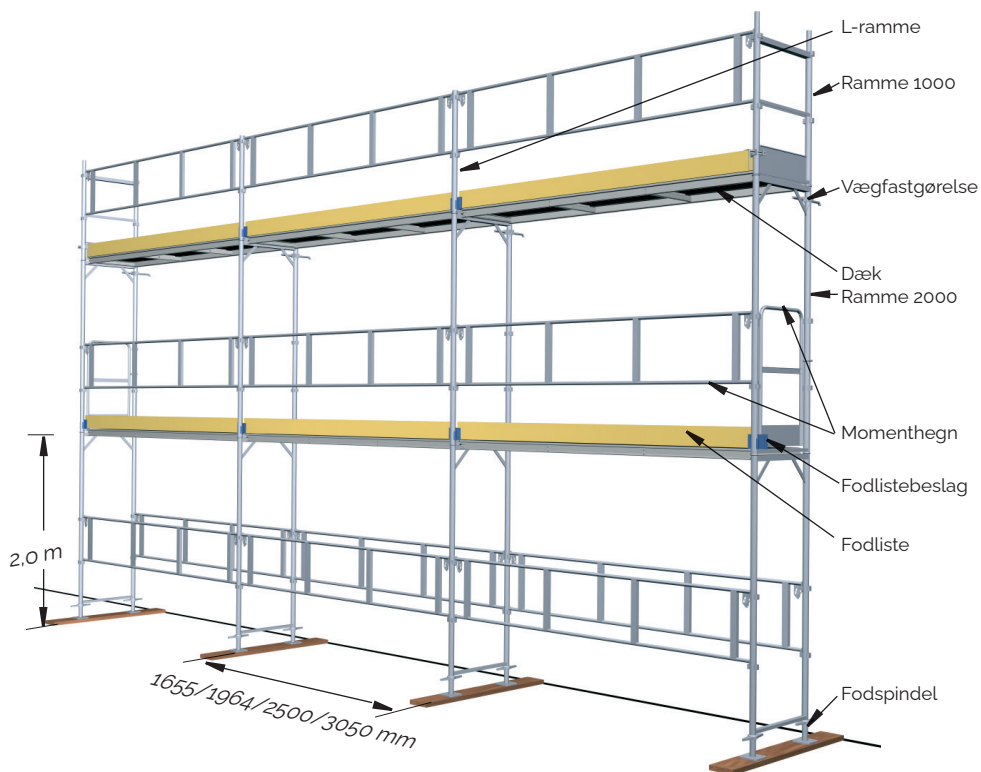 L-ramme
Ramme 1000
Vægfastgørelse
Dæk
Ramme 2000
Momenthegn
Fodlistebeslag
Fodliste
2,0 m
1655/1964/2500/3050 mm
Fodspindel